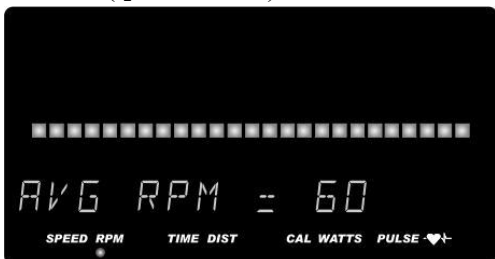 AVG RPM = 60
SPEED RPM TIME DIST CAL WATTS PULSE